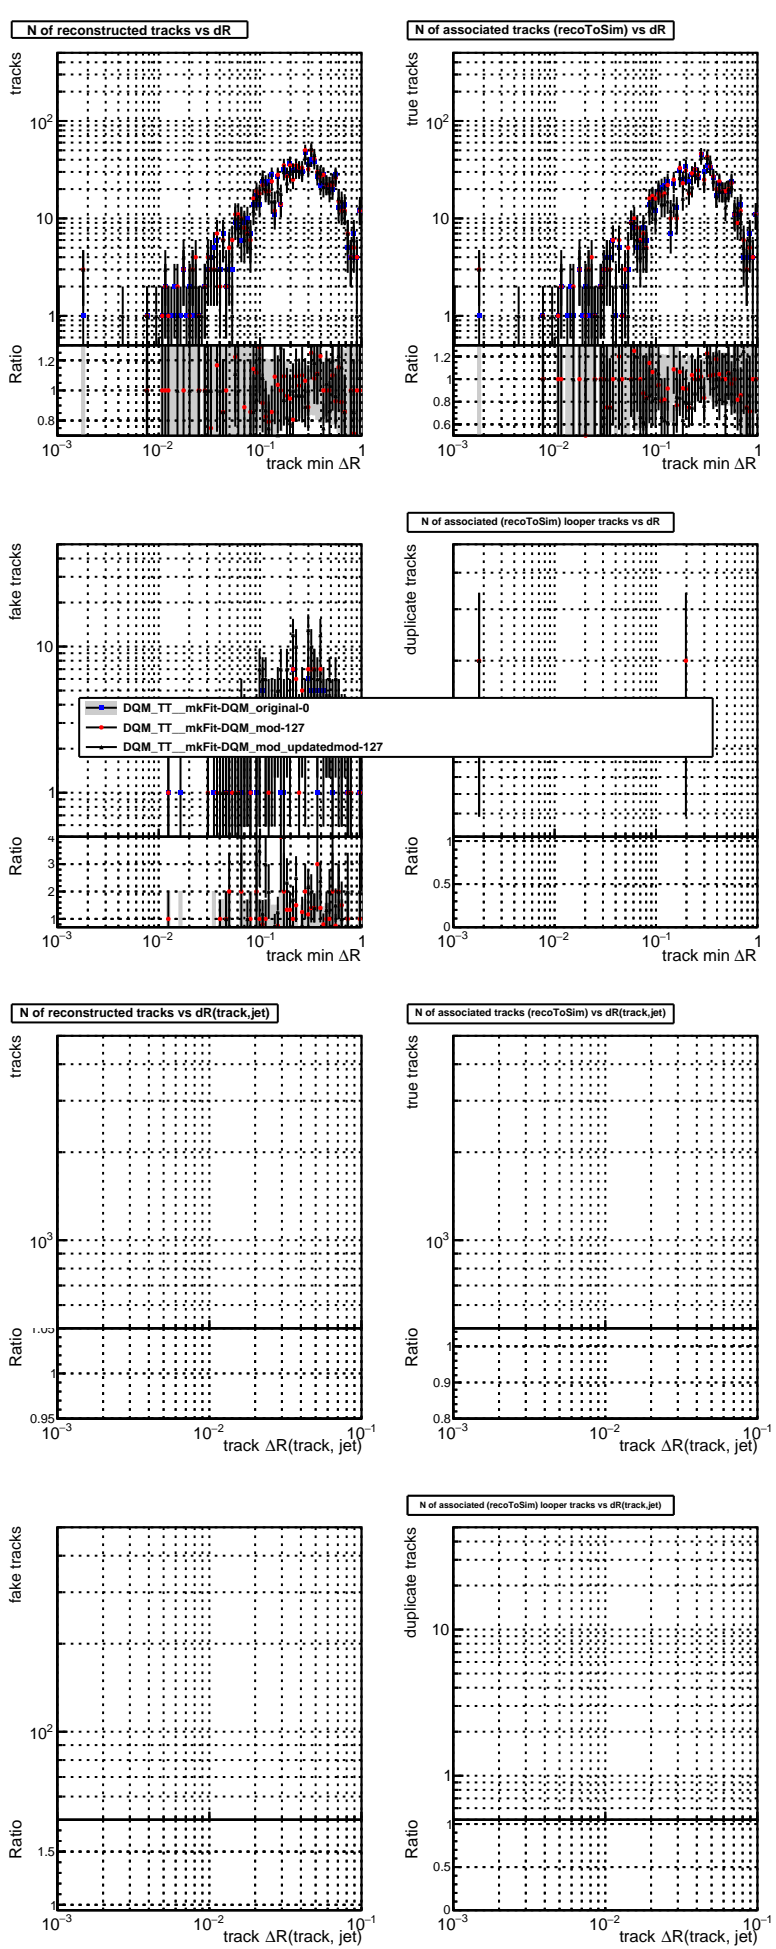 N of reconstructed tracks vs dR
tracks
10²
10
1
Ratio
1.2
1
0.8
10⁻³ 10⁻² 10⁻¹ 1
track min ΔR
N of associated tracks (recoToSim) vs dR
true tracks
10²
10
1
Ratio
1.2
1
0.8
0.6
10⁻³ 10⁻² 10⁻¹ 1
track min ΔR
fake tracks
10
1
Ratio
4
3
2
1
10⁻³ 10⁻² 10⁻¹ 1
track min ΔR
N of associated (recoToSim) looper tracks vs dR
duplicate tracks
Ratio
1
0.5
0
10⁻³ 10⁻² 10⁻¹ 1
track min ΔR
DQM_TT__mkFit-DQM_original-0
DQM_TT__mkFit-DQM_mod-127
DQM_TT__mkFit-DQM_mod_updatedmod-127
N of reconstructed tracks vs dR(track,jet)
tracks
10³
Ratio
1.05
1
0.95
10⁻³ 10⁻² 10⁻¹
track ΔR(track, jet)
N of associated tracks (recoToSim) vs dR(track,jet)
true tracks
10³
Ratio
1
0.9
0.8
10⁻³ 10⁻² 10⁻¹
track ΔR(track, jet)
fake tracks
10²
Ratio
1.5
1
10⁻³ 10⁻² 10⁻¹
track ΔR(track, jet)
N of associated (recoToSim) looper tracks vs dR(track,jet)
duplicate tracks
10
1
Ratio
1
0.5
0
10⁻³ 10⁻² 10⁻¹
track ΔR(track, jet)